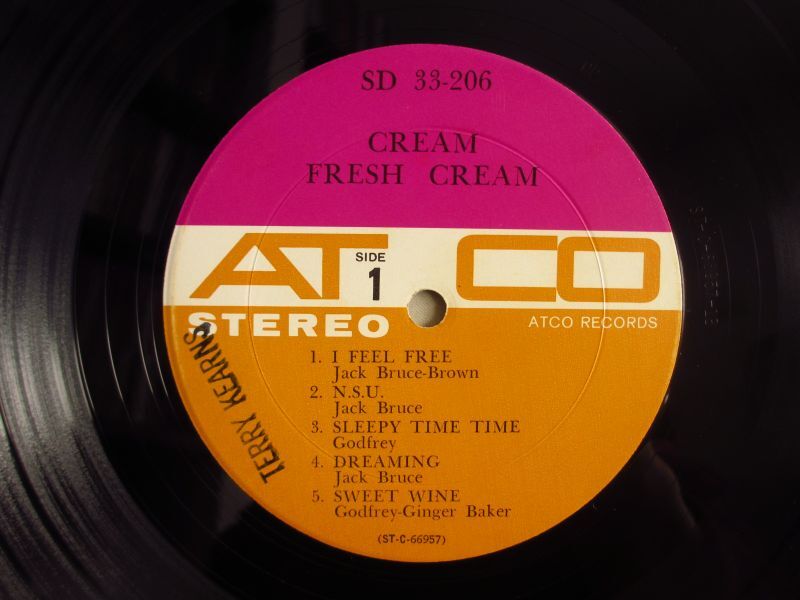 SD 33-206
CREAM
FRESH CREAM
ATCO
SIDE
1
STEREO
ATCO RECORDS
1. I FEEL FREE
Jack Bruce-Brown
2. N.S.U.
Jack Bruce
3. SLEEPY TIME TIME
Godfrey
4. DREAMING
Jack Bruce
5. SWEET WINE
Godfrey-Ginger Baker
(ST-C-66957)
TERRY KEARNS